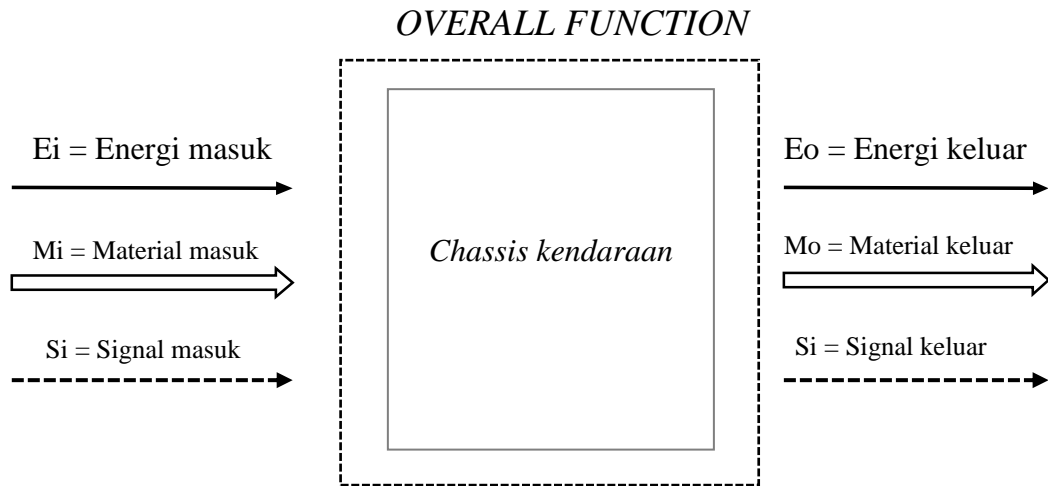 OVERALL FUNCTION
Ei = Energi masuk
Eo = Energi keluar
Mi = Material masuk
Chassis kendaraan
Mo = Material keluar
Si = Signal masuk
Si = Signal keluar